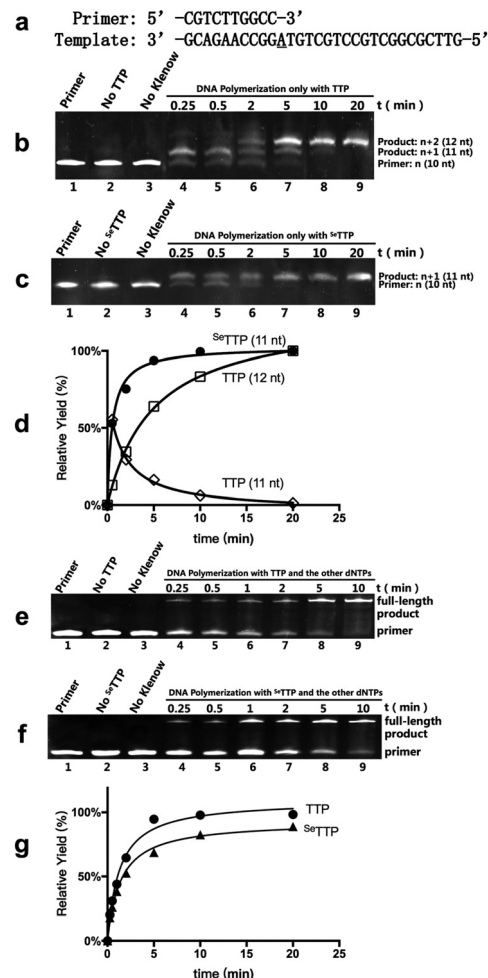 a
Primer: 5' -CGTCTTGGCC-3'
Template: 3' -GCAGAACCGGATGTCGTCCGTCGGCGCTTG-5'
b
Primer
No TTP
No Klenow
DNA Polymerization only with TTP
0.25 0.5 2 5 10 20 t ( min )
Product: n+2 (12 nt)
Product: n+1 (11 nt)
Primer: n (10 nt)
1 2 3 4 5 6 7 8 9
c
Primer
No SeTTP
No Klenow
DNA Polymerization only with SeTTP
0.25 0.5 2 5 10 20 t ( min )
Product: n+1 (11 nt)
Primer: n (10 nt)
1 2 3 4 5 6 7 8 9
d
Relative Yield (%)
100%
50%
0%
SeTTP (11 nt)
TTP (12 nt)
TTP (11 nt)
0 5 10 15 20 25
time (min)
e
Primer
No TTP
No Klenow
DNA Polymerization with TTP and the other dNTPs
0.25 0.5 1 2 5 10 t ( min )
full-length
product
primer
1 2 3 4 5 6 7 8 9
f
Primer
No SeTTP
No Klenow
DNA Polymerization with SeTTP and the other dNTPs
0.25 0.5 1 2 5 10 t ( min )
full-length
product
primer
1 2 3 4 5 6 7 8 9
g
Relative Yield (%)
100%
50%
0%
TTP
SeTTP
0 5 10 15 20 25
time (min)